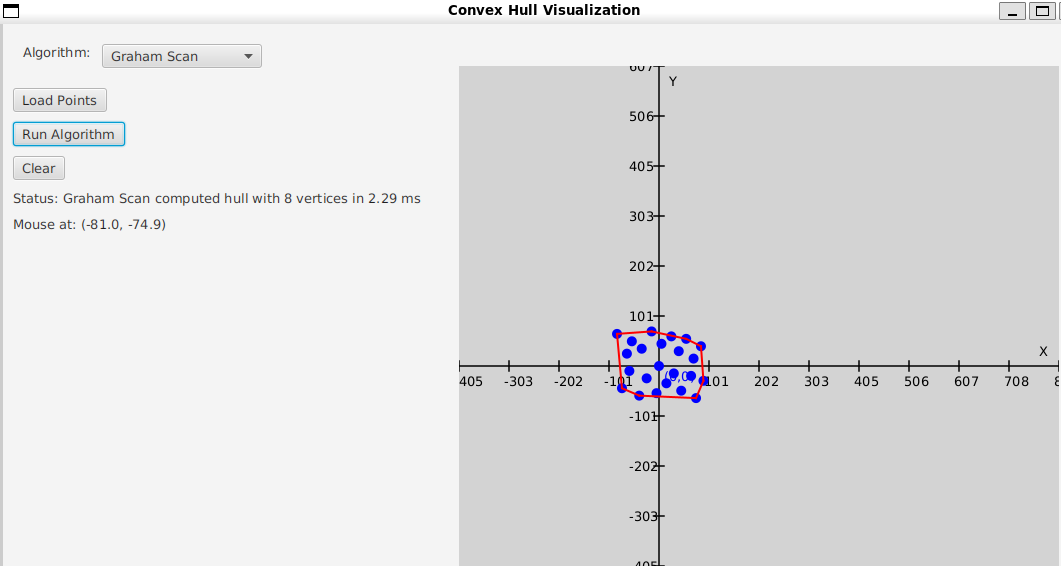 Convex Hull Visualization
Algorithm: Graham Scan
Load Points
Run Algorithm
Clear
Status: Graham Scan computed hull with 8 vertices in 2.29 ms
Mouse at: (-81.0, -74.9)
607
Y
506
405
303
202
101
X
405 -303 -202 -101 (0,0) 101 202 303 405 506 607 708 8
-101
-202
-303
-405